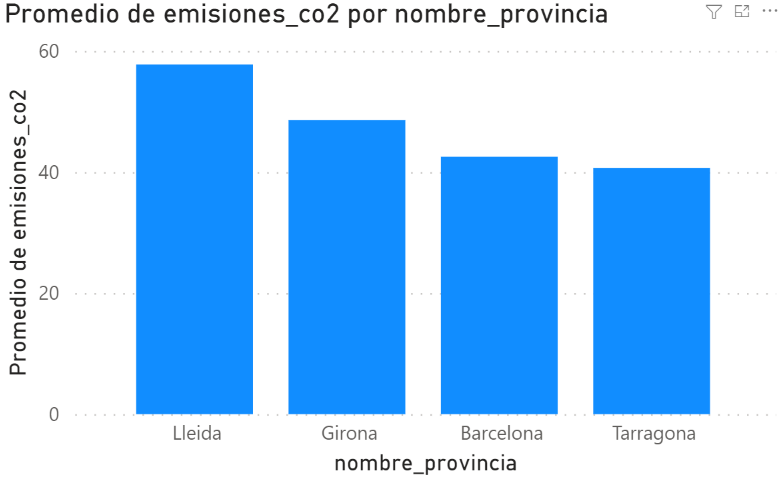 Promedio de emisiones_co2 por nombre_provincia
Promedio de emisiones_co2
60
40
20
0
Lleida
Girona
Barcelona
Tarragona
nombre_provincia